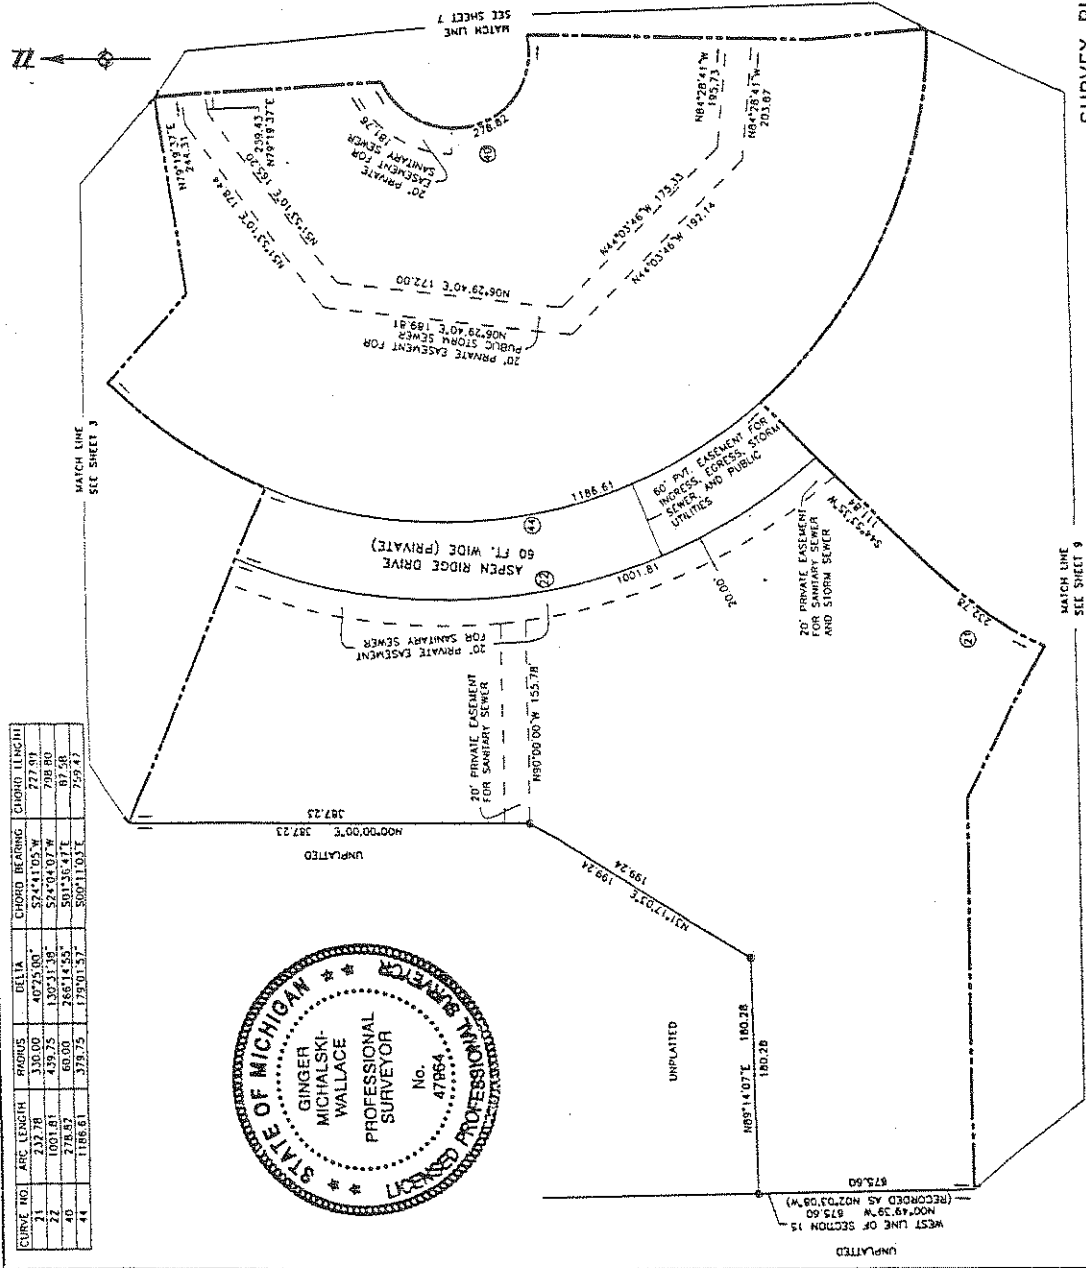 CURVE NO. ARC LENGTH RADIUS DELTA CHORD BEARING CHORD LENGTH
21 232.78 330.00 40°25'00" S24°41'05"W 227.99
22 1001.81 439.75 130°31'38" S24°04'07"W 798.80
40 278.82 60.00 266°14'55" S01°36'47"E 87.58
44 1186.61 379.75 179°01'57" S00°11'03"E 759.47
MATCH LINE
SEE SHEET 3
MATCH LINE
SEE SHEET 7
N79°19'37"E
244.31
239.43
N79°19'37"E
N51°53'10"E 178.44
N51°53'10"E 165.20
20' PRIVATE
EASEMENT FOR
SANITARY SEWER
181.76
278.82
40
N06°29'40"E 172.00
N06°29'40"E 189.81
20' PRIVATE EASEMENT FOR
PUBLIC STORM SEWER
N44°03'46"W 175.33
N44°03'46"W 192.14
N84°28'41"W
195.73
N84°28'41"W
203.87
ASPEN RIDGE DRIVE
60 FT. WIDE (PRIVATE)
1186.61
44
22
1001.81
60' PVT. EASEMENT FOR
INGRESS, EGRESS, STORM
SEWER, AND PUBLIC
UTILITIES
20.00'
20' PRIVATE EASEMENT
FOR SANITARY SEWER
20' PRIVATE EASEMENT
FOR SANITARY SEWER
N90°00'00"W 155.78
20' PRIVATE EASEMENT
FOR SANITARY SEWER
AND STORM SEWER
S44°53'35"W
111.84
232.78
21
UNPLATTED
N00°00'00"E 387.23
387.23
N31°17'03"E
199.24
199.24
UNPLATTED
N89°14'07"E 180.28
180.28
WEST LINE OF SECTION 15
N00°49'39"W 675.60
(RECORDED AS N02°03'08"W)
675.60
UNPLATTED
MATCH LINE
SEE SHEET 9
STATE OF MICHIGAN
GINGER
MICHALSKI-
WALLACE
PROFESSIONAL
SURVEYOR
No.
47964
LICENSED PROFESSIONAL SURVEYOR
SURVEY